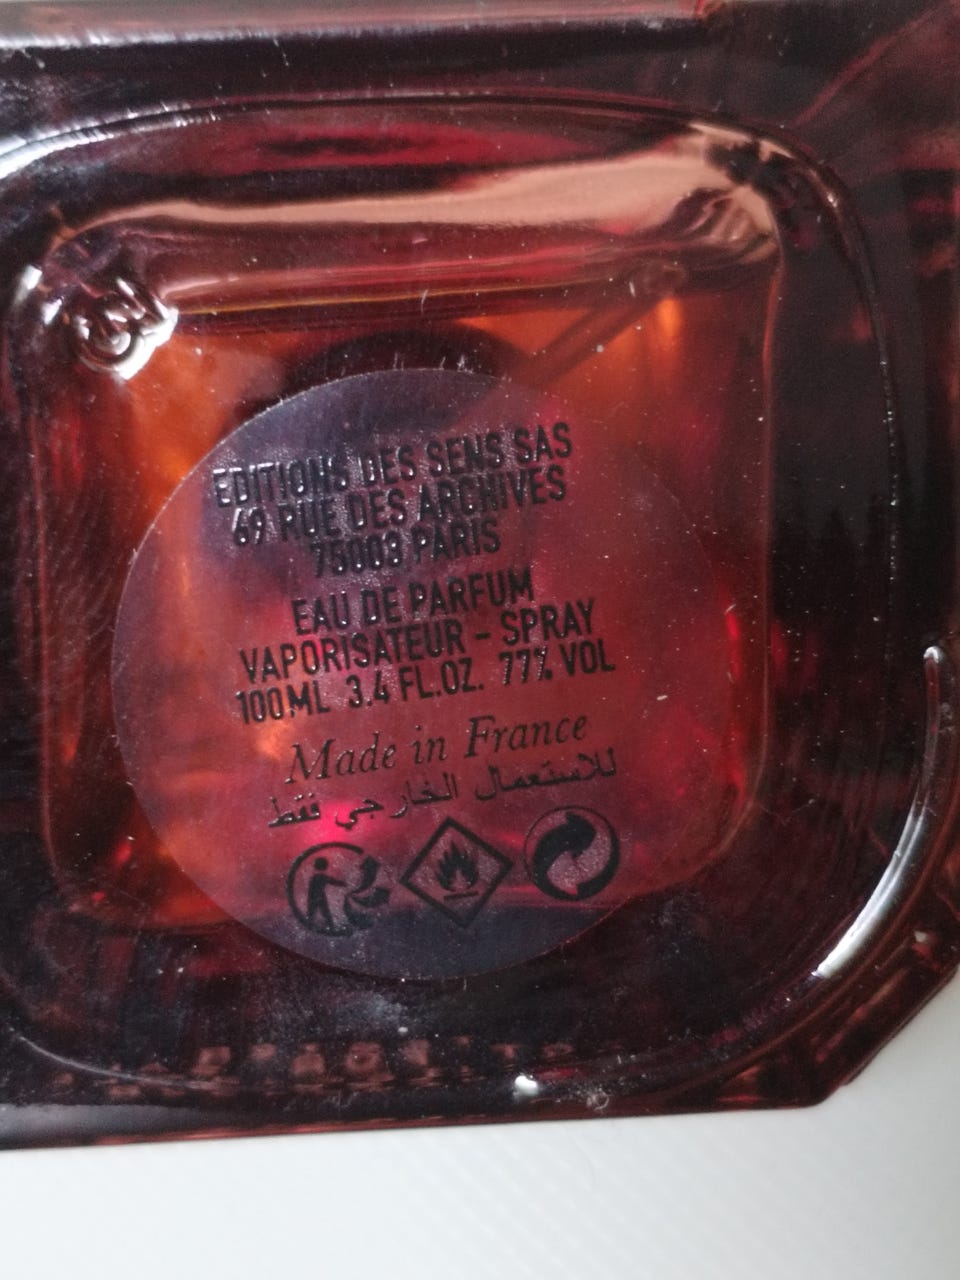 EDITIONS DES SENS SAS
69 RUE DES ARCHIVES
75003 PARIS
EAU DE PARFUM
VAPORISATEUR - SPRAY
100ML 3.4 FL.OZ. 77% VOL
Made in France
للاستعمال الخارجي فقط